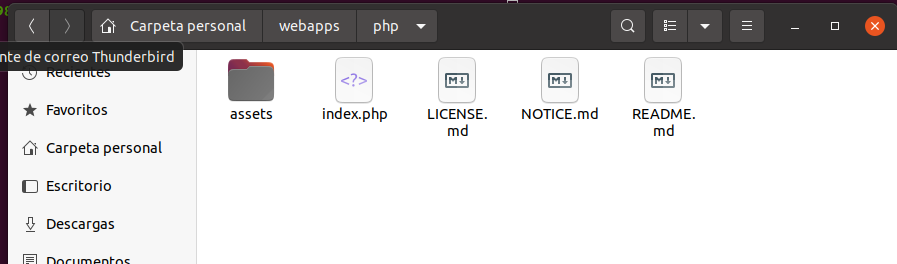 Carpeta personal
webapps
php
nte de correo Thunderbird
Recientes
Favoritos
Carpeta personal
Escritorio
Descargas
Documentos
assets
<?>
index.php
M↓
LICENSE.
md
M↓
NOTICE.md
M↓
README.
md